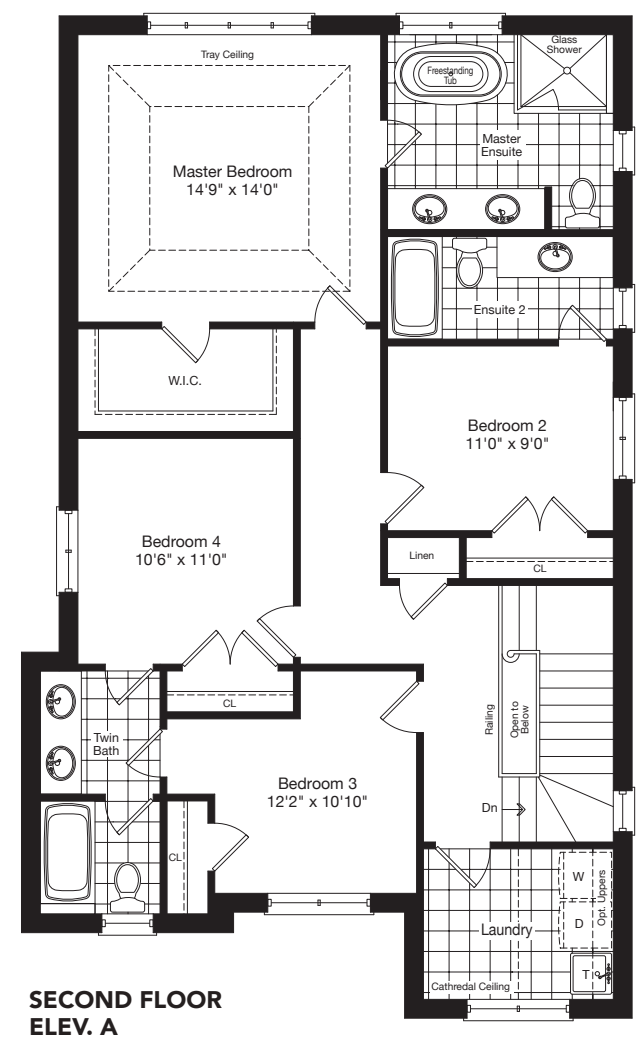 Tray Ceiling
Glass
Shower
Freestanding
Tub
Master
Ensuite
Master Bedroom
14'9" x 14'0"
Ensuite 2
W.I.C.
Bedroom 2
11'0" x 9'0"
Bedroom 4
10'6" x 11'0"
Linen
CL
CL
Railing
Open to
Below
Twin
Bath
Bedroom 3
12'2" x 10'10"
Dn
CL
W
D
Opt. Uppers
Laundry
T
Cathredal Ceiling
SECOND FLOOR
ELEV. A